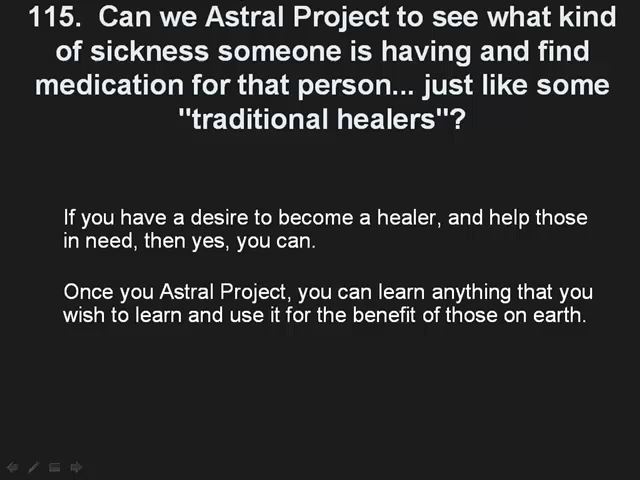 115.  Can we Astral Project to see what kind
of sickness someone is having and find
medication for that person... just like some
"traditional healers"?
If you have a desire to become a healer, and help those
in need, then yes, you can.
Once you Astral Project, you can learn anything that you
wish to learn and use it for the benefit of those on earth.